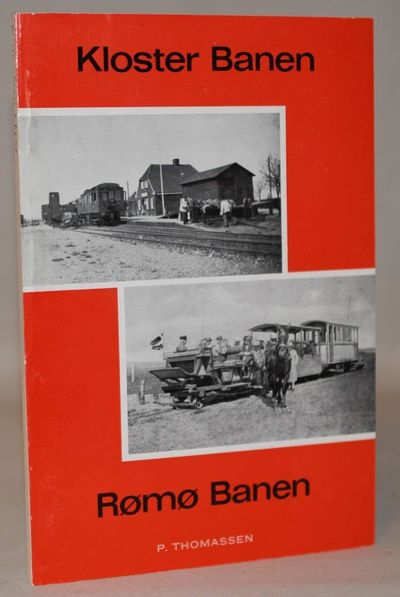 Kloster Banen
Rømø Banen
P. THOMASSEN